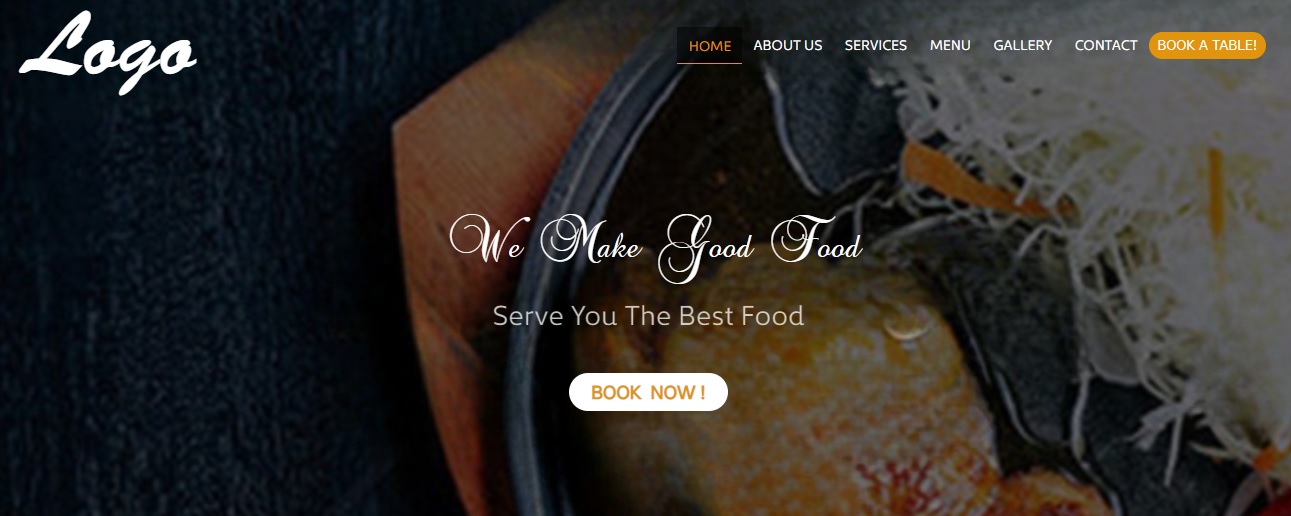 Logo
HOME ABOUT US SERVICES MENU GALLERY CONTACT BOOK A TABLE!
We Make Good Food
Serve You The Best Food
BOOK NOW !